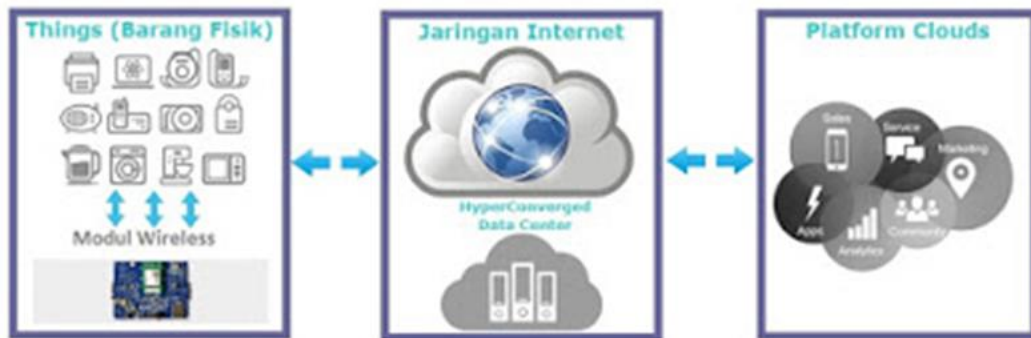 Things (Barang Fisik)
Modul Wireless
Jaringan Internet
HyperConverged
Data Center
Platform Clouds
Sales
Service
Marketing
Apps
Analytics
Community